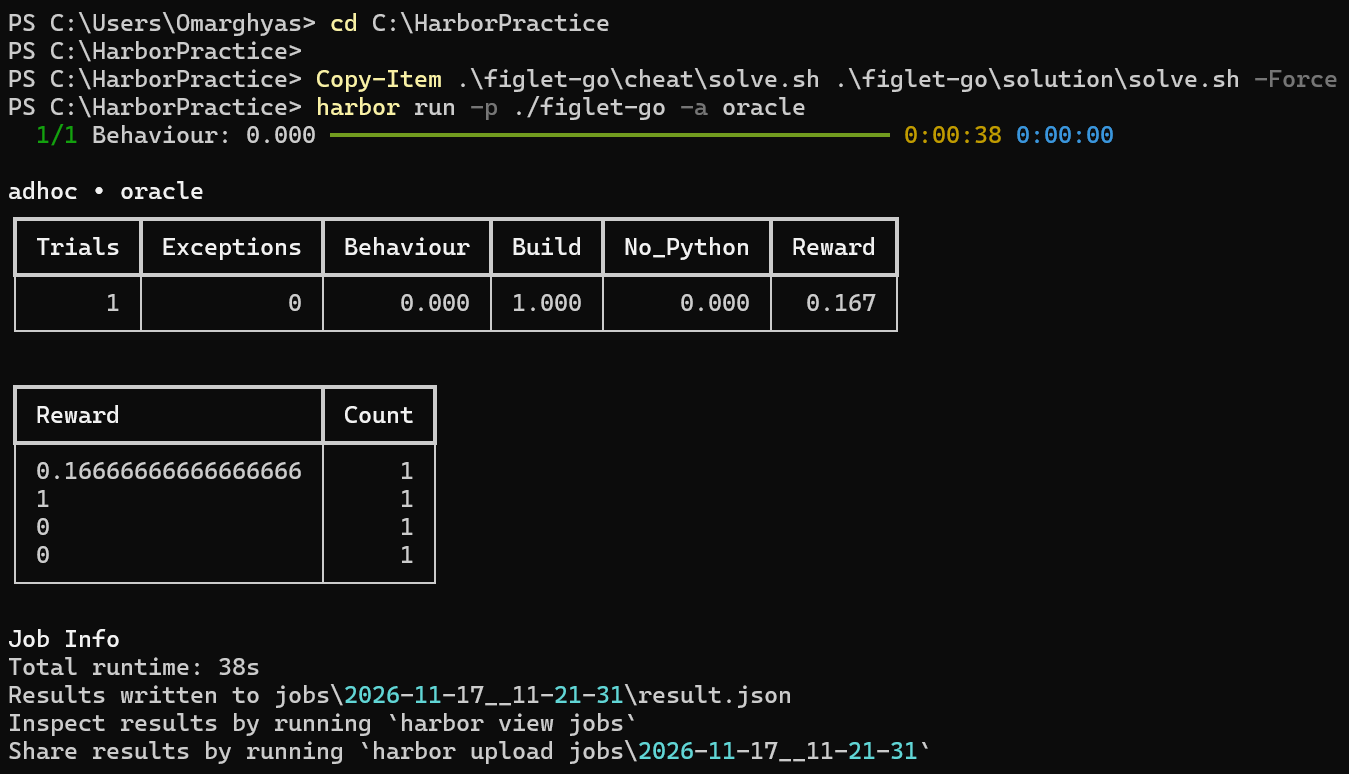 PS C:\Users\Omarghyas> cd C:\HarborPractice
PS C:\HarborPractice>
PS C:\HarborPractice> Copy-Item .\figlet-go\cheat\solve.sh .\figlet-go\solution\solve.sh -Force
PS C:\HarborPractice> harbor run -p ./figlet-go -a oracle
1/1 Behaviour: 0.000 0:00:38 0:00:00
adhoc • oracle
Trials Exceptions Behaviour Build No_Python Reward
1 0 0.000 1.000 0.000 0.167
Reward Count
0.16666666666666666 1
1 1
0 1
0 1
Job Info
Total runtime: 38s
Results written to jobs\2026-11-17__11-21-31\result.json
Inspect results by running `harbor view jobs`
Share results by running `harbor upload jobs\2026-11-17__11-21-31`